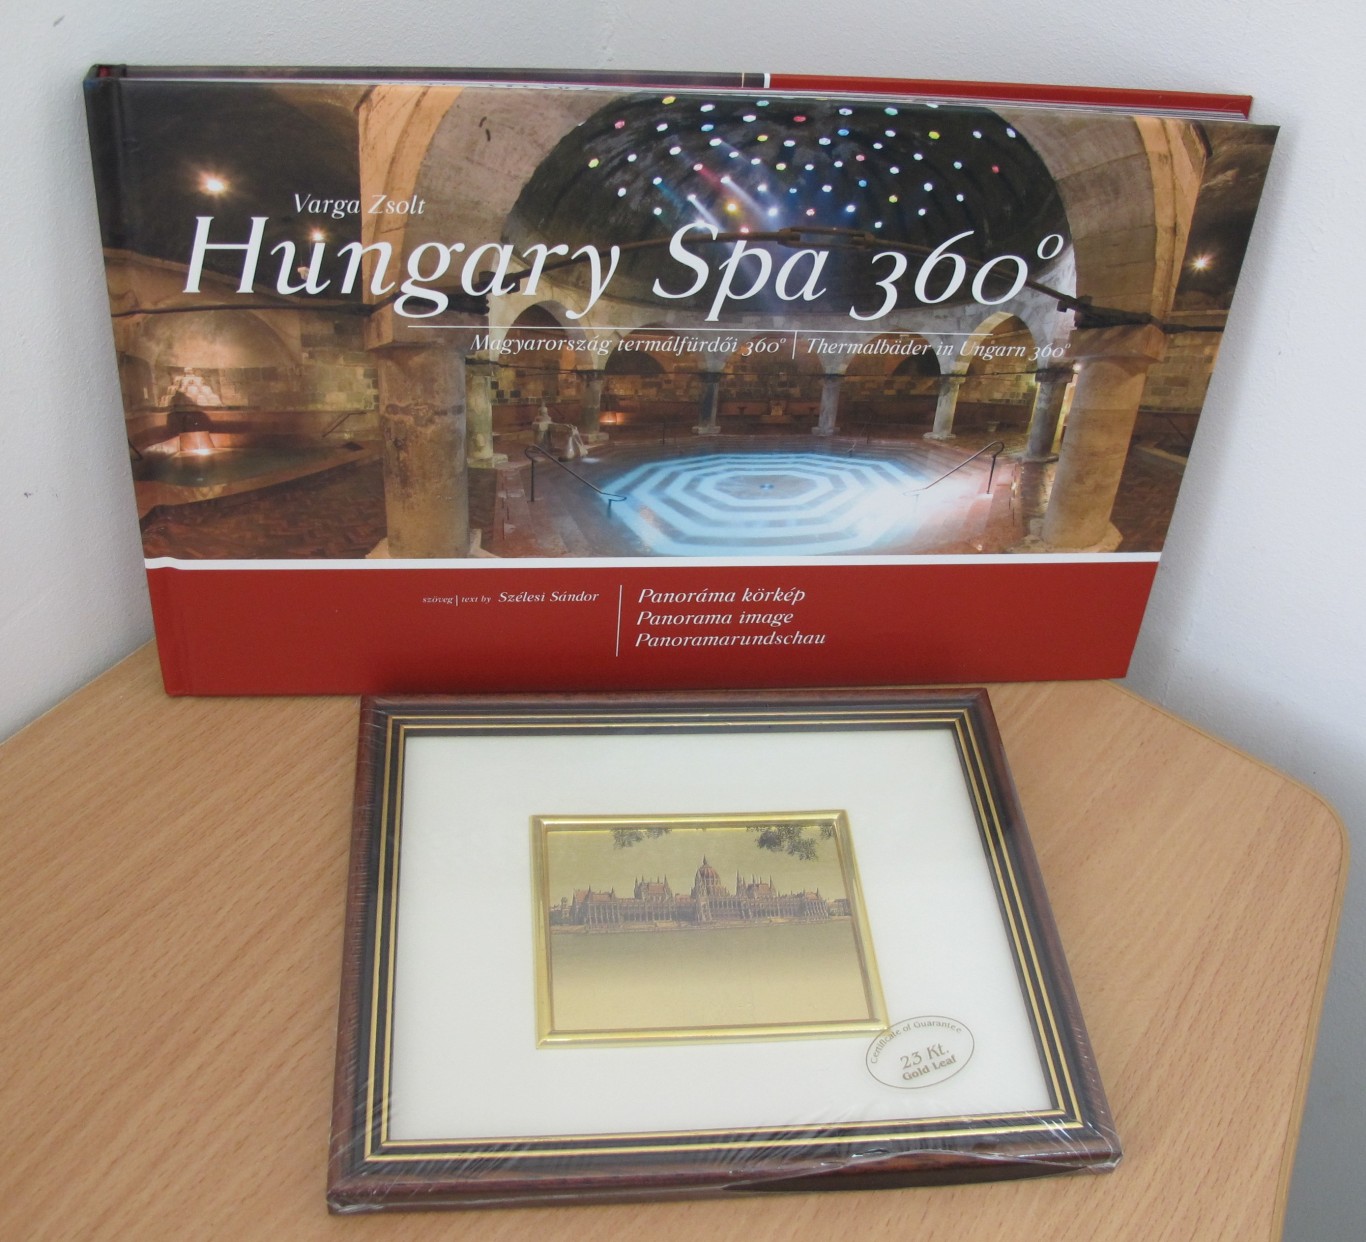 Varga Zsolt
Hungary Spa 360°
Magyarország termálfürdői 360° | Thermalbäder in Ungarn 360°
szöveg | text by Szélesi Sándor
Panoráma körkép
Panorama image
Panoramarundschau
Certificate of Guarantee
23 Kt.
Gold Leaf